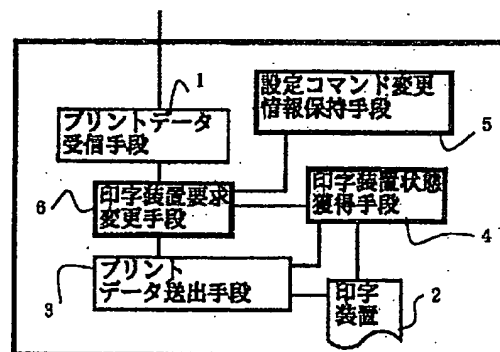 1
プリントデータ
受信手段
設定コマンド変更
情報保持手段
5
6
印字装置要求
変更手段
印字装置状態
獲得手段
4
プリント
データ送出手段
3
印字
装置
2